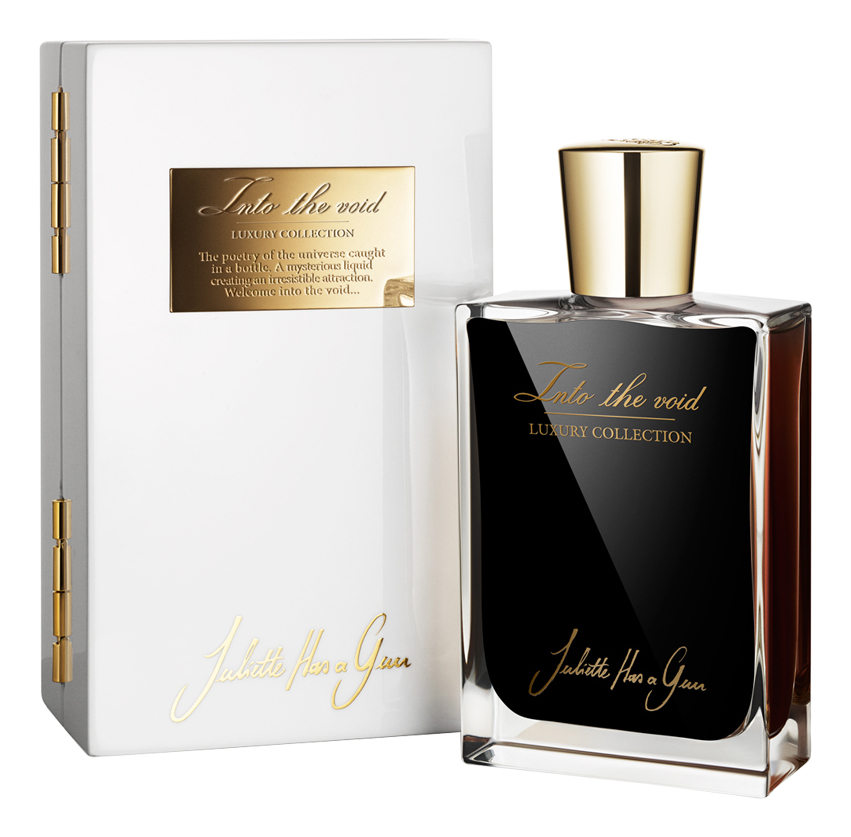 Into the void
LUXURY COLLECTION
The poetry of the universe caught
in a bottle. A mysterious liquid
creating an irresistible attraction.
Welcome into the void...
Juliette Has a Gun
Into the void
LUXURY COLLECTION
Juliette Has a Gun